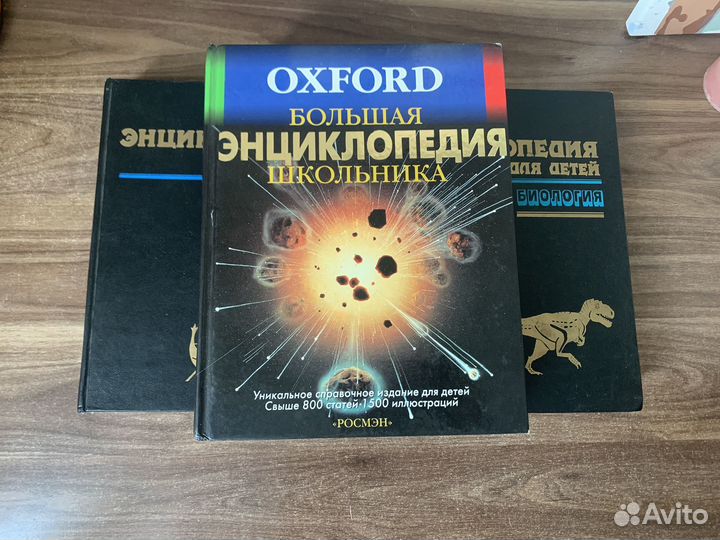 OXFORD
БОЛЬШАЯ
ЭНЦИКЛОПЕДИЯ
ШКОЛЬНИКА
Уникальное справочное издание для детей
Свыше 800 статей•1500 иллюстраций
«РОСМЭН»
ЭНЦИК
ОПЕДИЯ
ДЛЯ ДЕТЕЙ
БИОЛОГИЯ
Avito